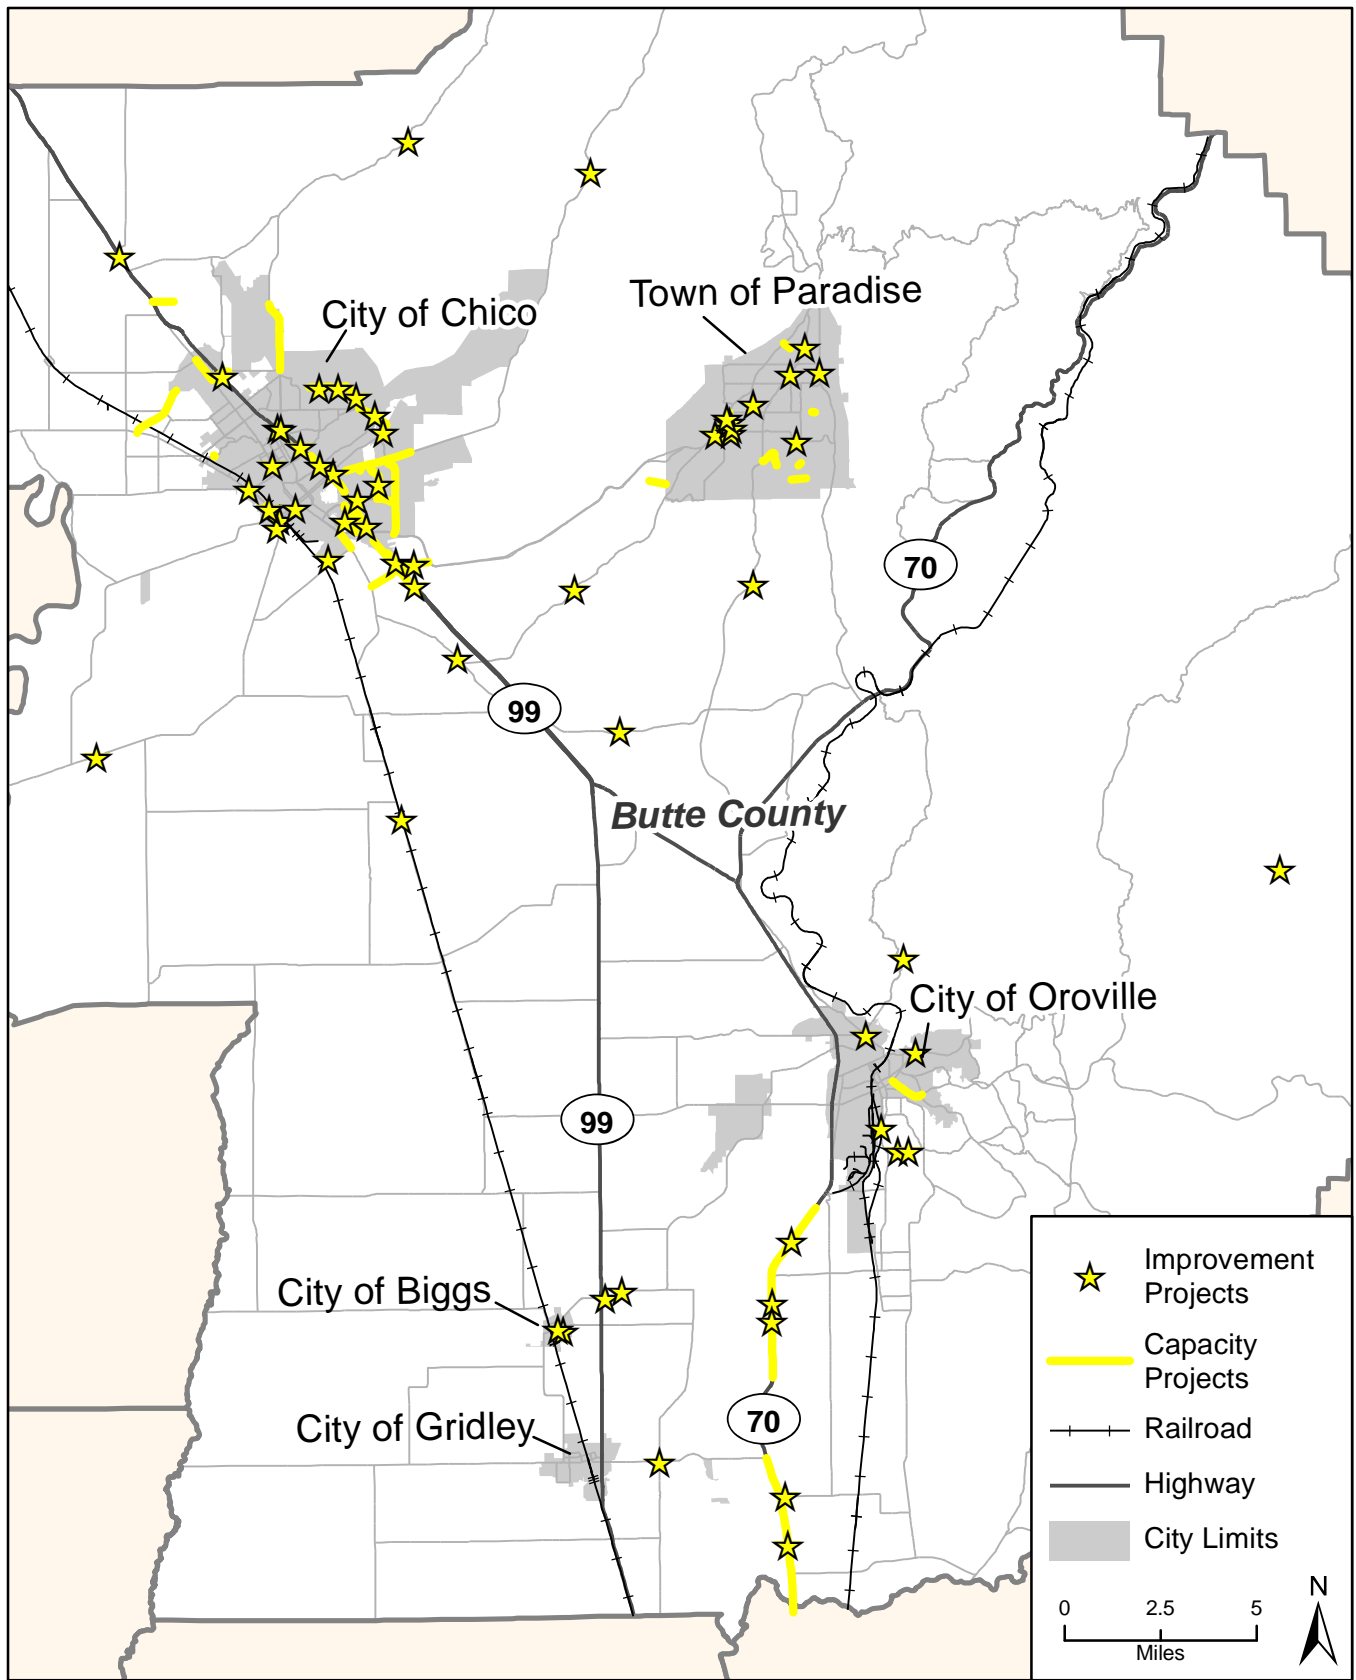 City of Chico
Town of Paradise
70
99
Butte County
City of Oroville
99
City of Biggs
70
City of Gridley
Improvement
Projects
Capacity
Projects
Railroad
Highway
City Limits
N
0 2.5 5
Miles